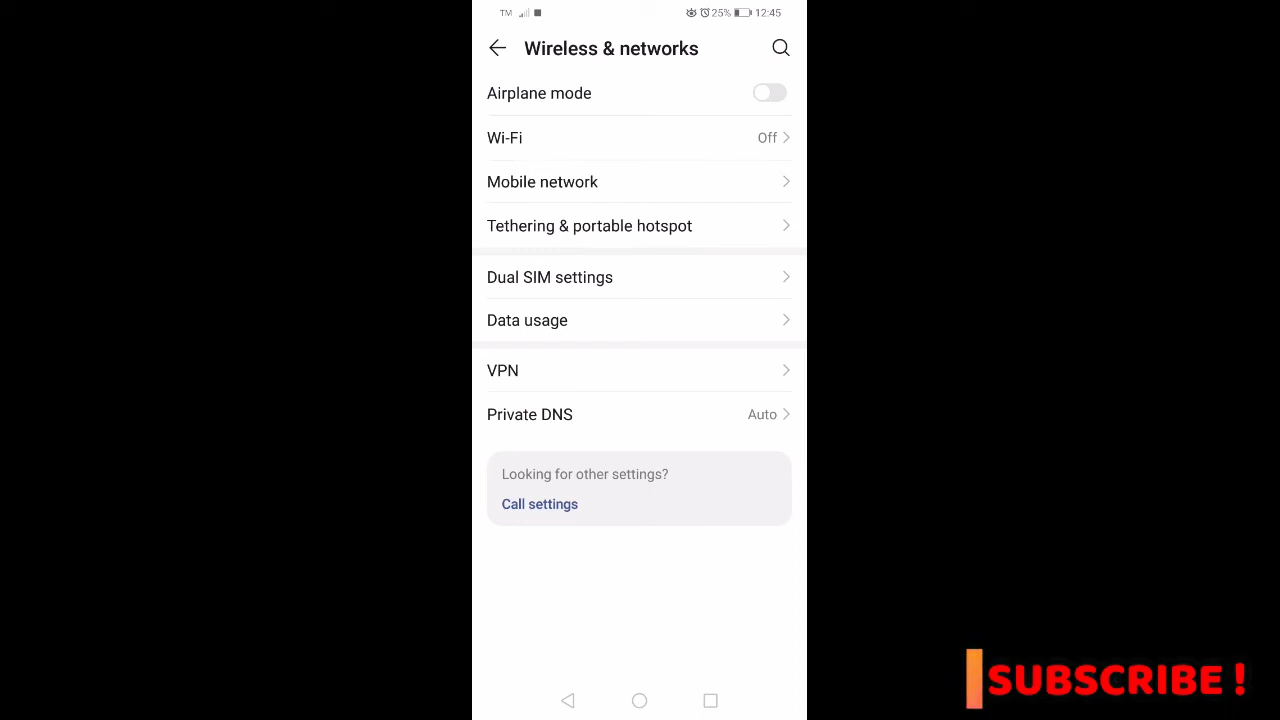 TM 25% 12:45
Wireless & networks
Airplane mode
Wi-Fi Off
Mobile network
Tethering & portable hotspot
Dual SIM settings
Data usage
VPN
Private DNS Auto
Looking for other settings?
Call settings
SUBSCRIBE !